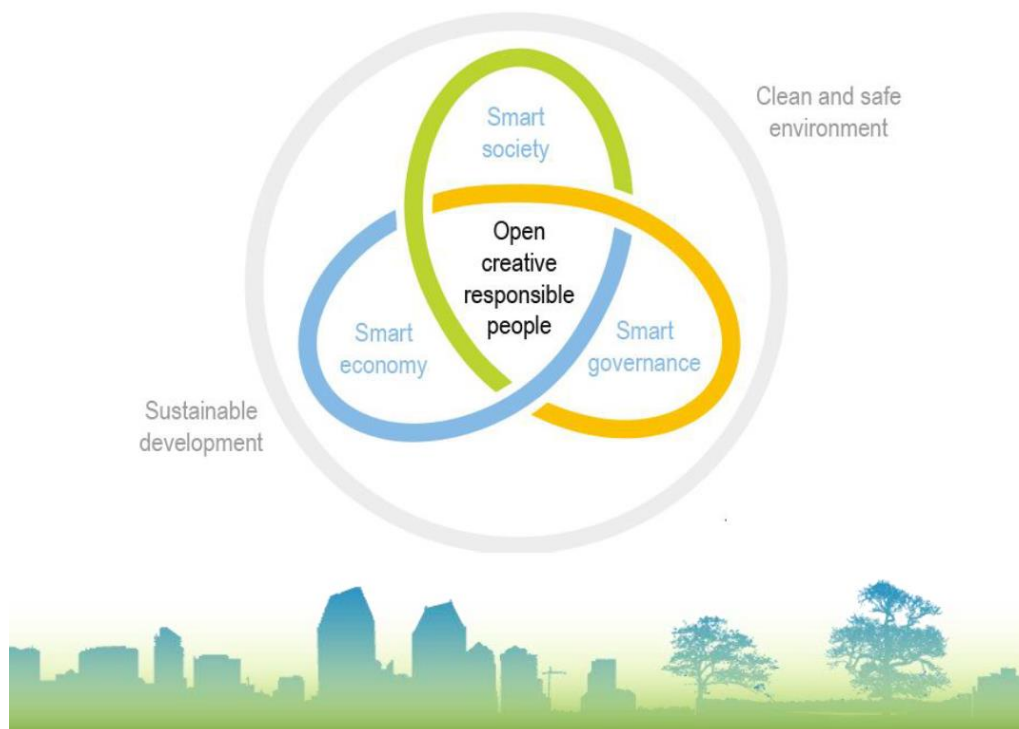 Clean and safe
environment
Smart
society
Open
creative
responsible
people
Smart
economy
Smart
governance
Sustainable
development